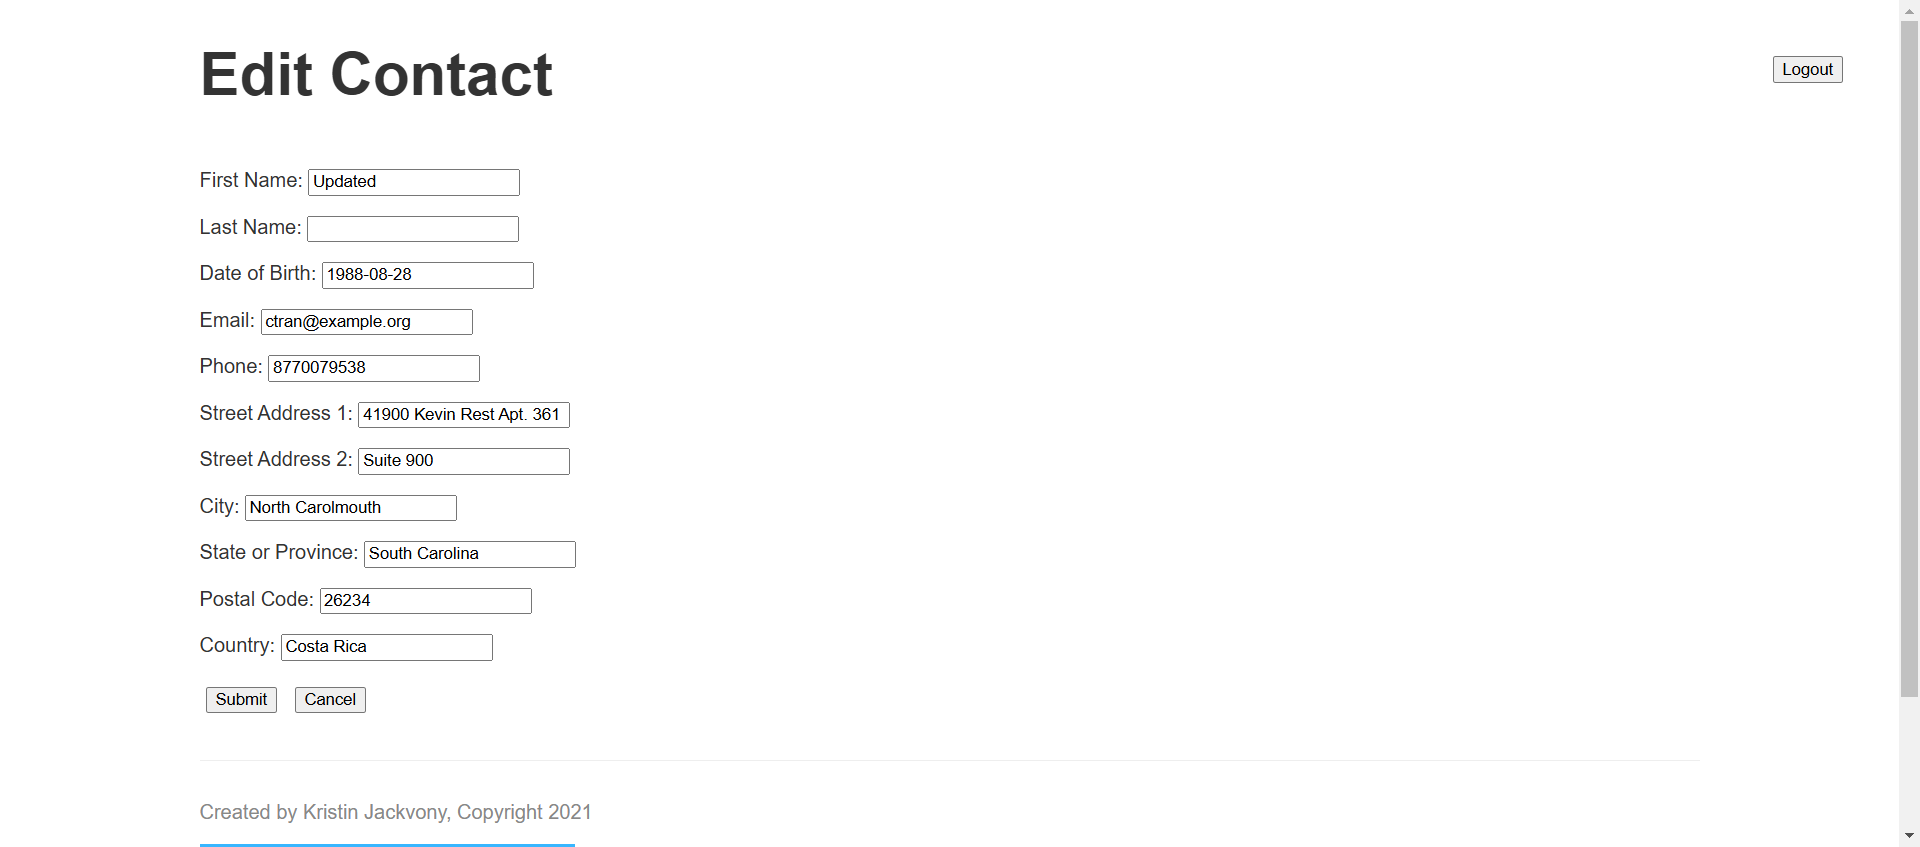 Edit Contact
Logout
First Name: Updated
Last Name:
Date of Birth: 1988-08-28
Email: ctran@example.org
Phone: 8770079538
Street Address 1: 41900 Kevin Rest Apt. 361
Street Address 2: Suite 900
City: North Carolmouth
State or Province: South Carolina
Postal Code: 26234
Country: Costa Rica
Submit Cancel
Created by Kristin Jackvony, Copyright 2021